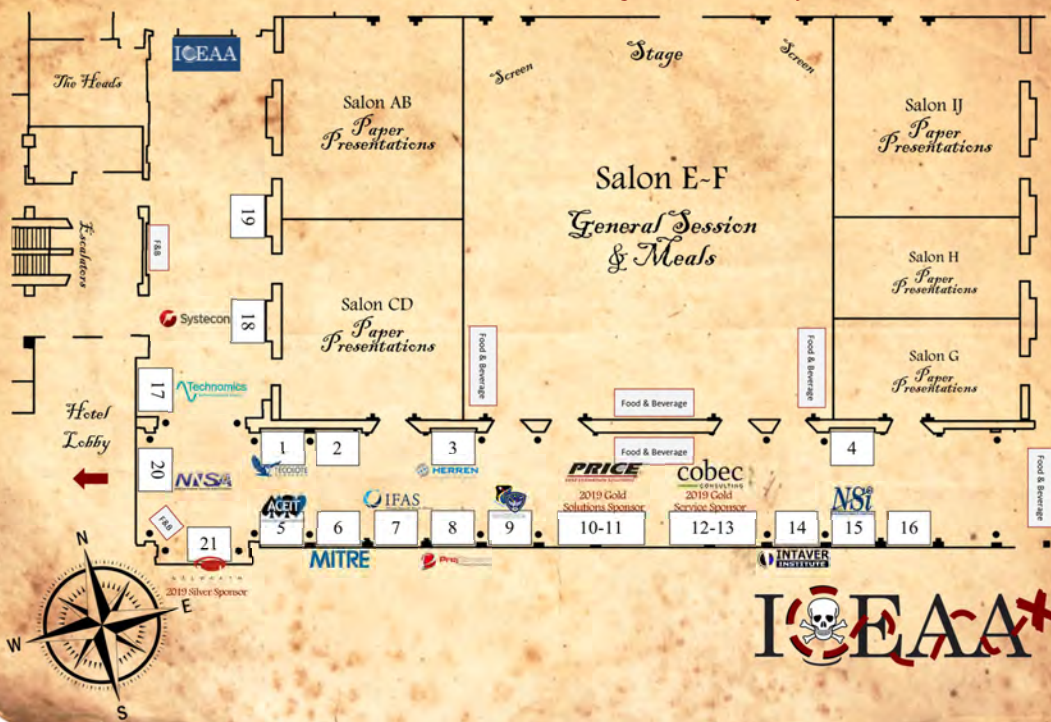 ICEAA
Stage
Screen
Screen
The Heads
Salon AB
Paper
Presentations
Salon IJ
Paper
Presentations
Salon E-F
General Session
& Meals
19
Escalators
F&B
Salon H
Paper
Presentations
Systecon
18
Salon CD
Paper
Presentations
Food & Beverage
Food & Beverage
Salon G
Paper
Presentations
17
Technomics
Food & Beverage
Hotel
Lobby
1
2
3
Food & Beverage
4
20
NNSA
TECOLOTE
HERREN
PRICE
cobec
CONSULTING
Food & Beverage
ACEIT
IFAS
2019 Gold
Solutions Sponsor
2019 Gold
Service Sponsor
NSi
F&B
21
5
6
7
8
9
10-11
12-13
14
15
16
MITRE
INTAVER
INSTITUTE
2019 Silver Sponsor
N
E
W
S
ICEAA